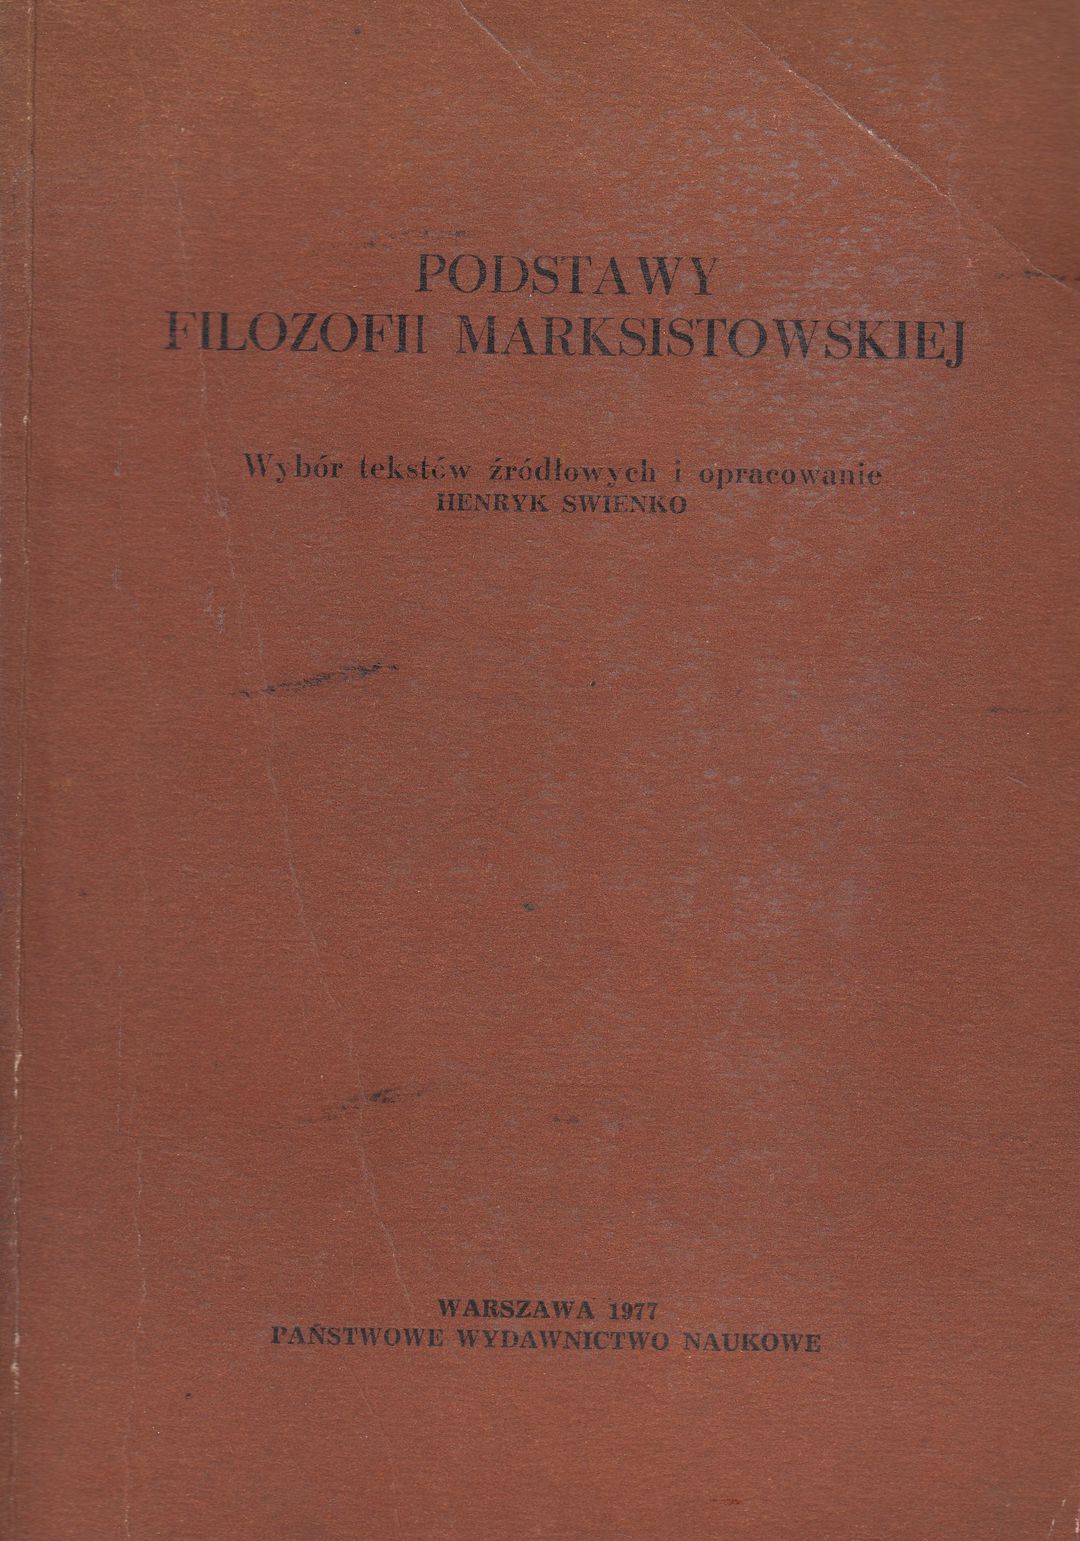 PODSTAWY
FILOZOFII MARKSISTOWSKIEJ
Wybór tekstów źródłowych i opracowanie
HENRYK SWIENKO
WARSZAWA 1977
PAŃSTWOWE WYDAWNICTWO NAUKOWE